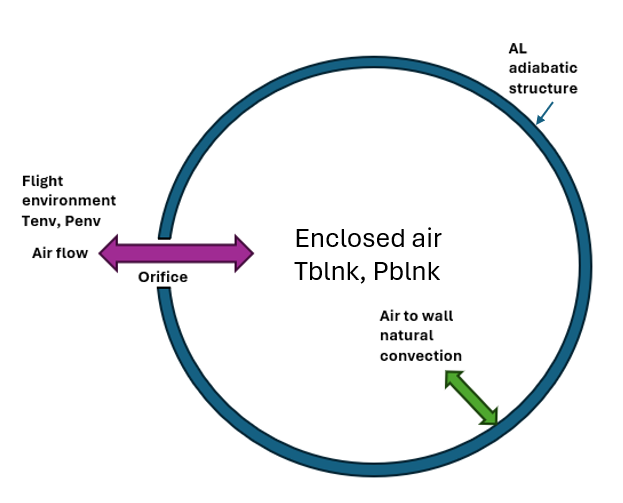 AL
adiabatic
structure
Flight
environment
Tenv, Penv
Air flow
Orifice
Enclosed air
Tblnk, Pblnk
Air to wall
natural
convection